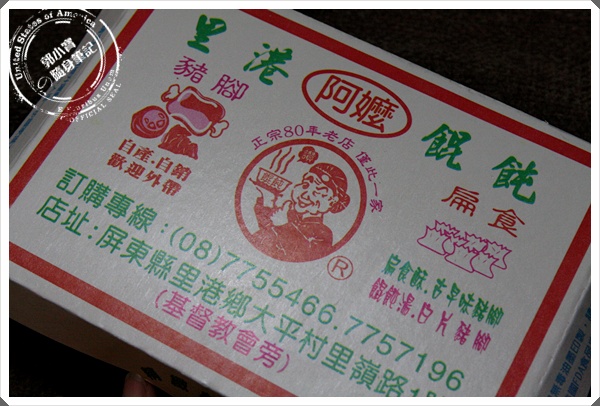 United States of America
郭小寶
の隨身筆記
OFFICIAL SEAL
里港
阿嬤
餛飩
豬腳
扁食
正宗80年老店 僅此一家
自產.自銷
歡迎外帶
扁食酥.古早味豬腳
餛飩湯.白片豬腳
®
訂購專線:(08)7755466.7757196
店址:屏東縣里港鄉大平村里嶺路
(基督教會旁)